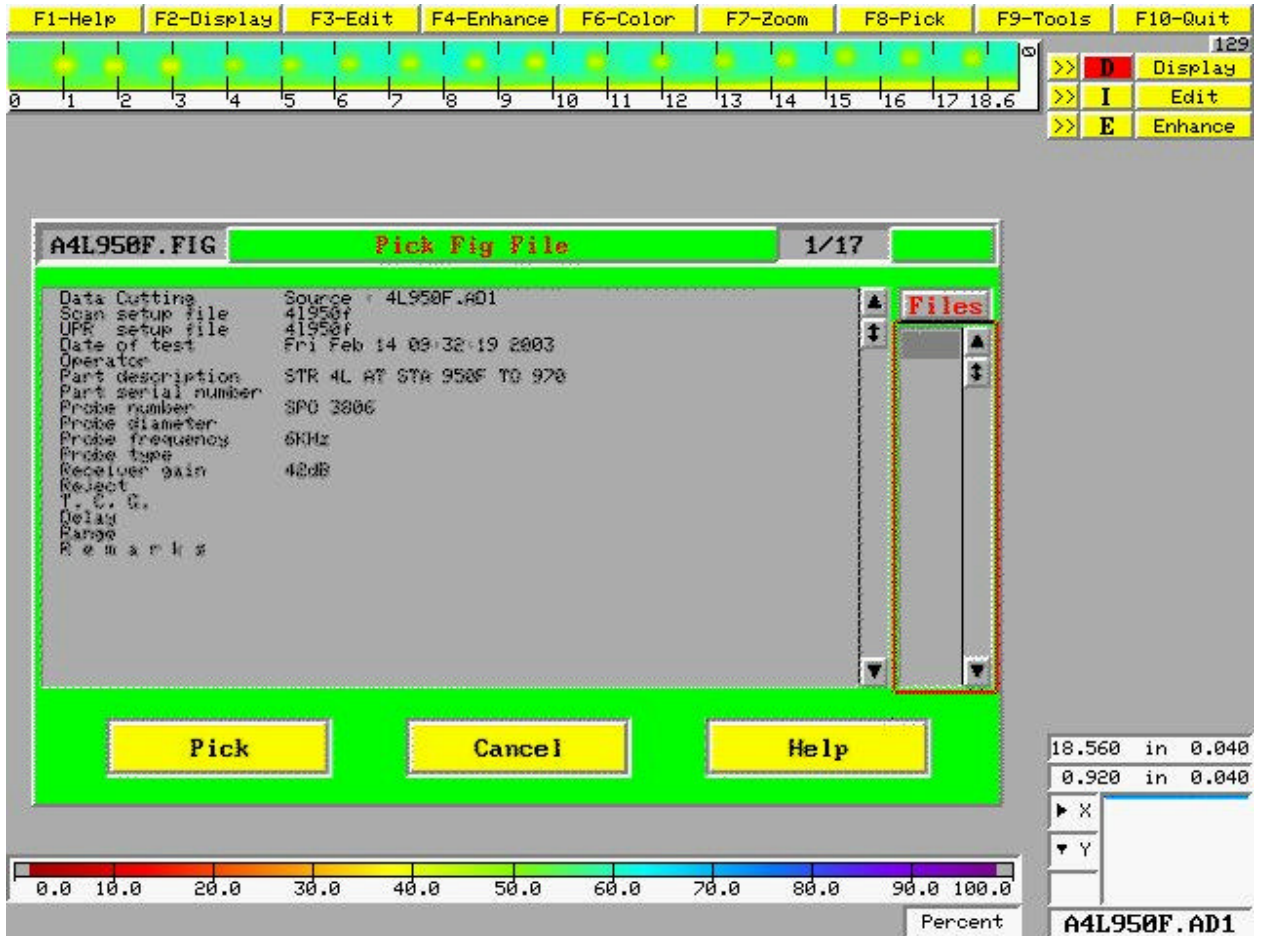 F1-Help F2-Display F3-Edit F4-Enhance F6-Color F7-Zoom F8-Pick F9-Tools F10-Quit
129
>> D Display
0 1 2 3 4 5 6 7 8 9 10 11 12 13 14 15 16 17 18.6
>> I Edit
>> E Enhance
A4L950F.FIG Pick Fig File 1/17
Files
Data Cutting Source : 4L950F.AD1
Scan setup file 4l950f
UPR setup file 4l950f
Date of test Fri Feb 14 09:32:19 2003
Operator
Part description STR 4L AT STA 950F TO 970
Part serial number
Probe number SPO 3806
Probe diameter
Probe frequency 6KHz
Probe type
Receiver gain 42dB
Reject
T. C. G.
Delay
Range
R e m a r k s
Pick Cancel Help
18.560 in 0.040
0.920 in 0.040
X
Y
0.0 10.0 20.0 30.0 40.0 50.0 60.0 70.0 80.0 90.0 100.0
Percent
A4L950F.AD1